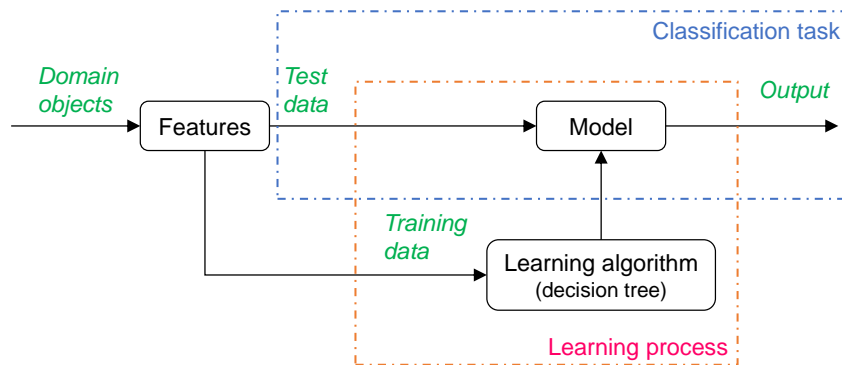 Classification task
Domain
objects
Test
data
Output
Features
Model
Training
data
Learning algorithm
(decision tree)
Learning process